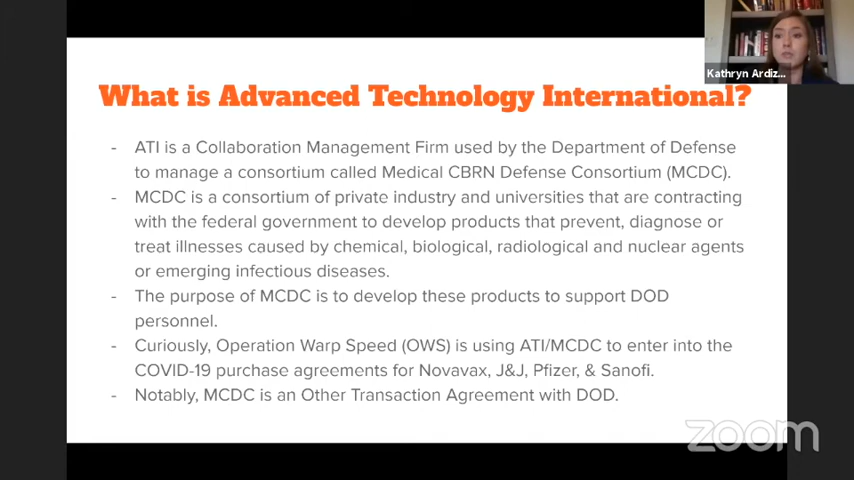 Kathryn Ardiz...
What is Advanced Technology International?
- ATI is a Collaboration Management Firm used by the Department of Defense
to manage a consortium called Medical CBRN Defense Consortium (MCDC).
- MCDC is a consortium of private industry and universities that are contracting
with the federal government to develop products that prevent, diagnose or
treat illnesses caused by chemical, biological, radiological and nuclear agents
or emerging infectious diseases.
- The purpose of MCDC is to develop these products to support DOD
personnel.
- Curiously, Operation Warp Speed (OWS) is using ATI/MCDC to enter into the
COVID-19 purchase agreements for Novavax, J&J, Pfizer, & Sanofi.
- Notably, MCDC is an Other Transaction Agreement with DOD.
zoom